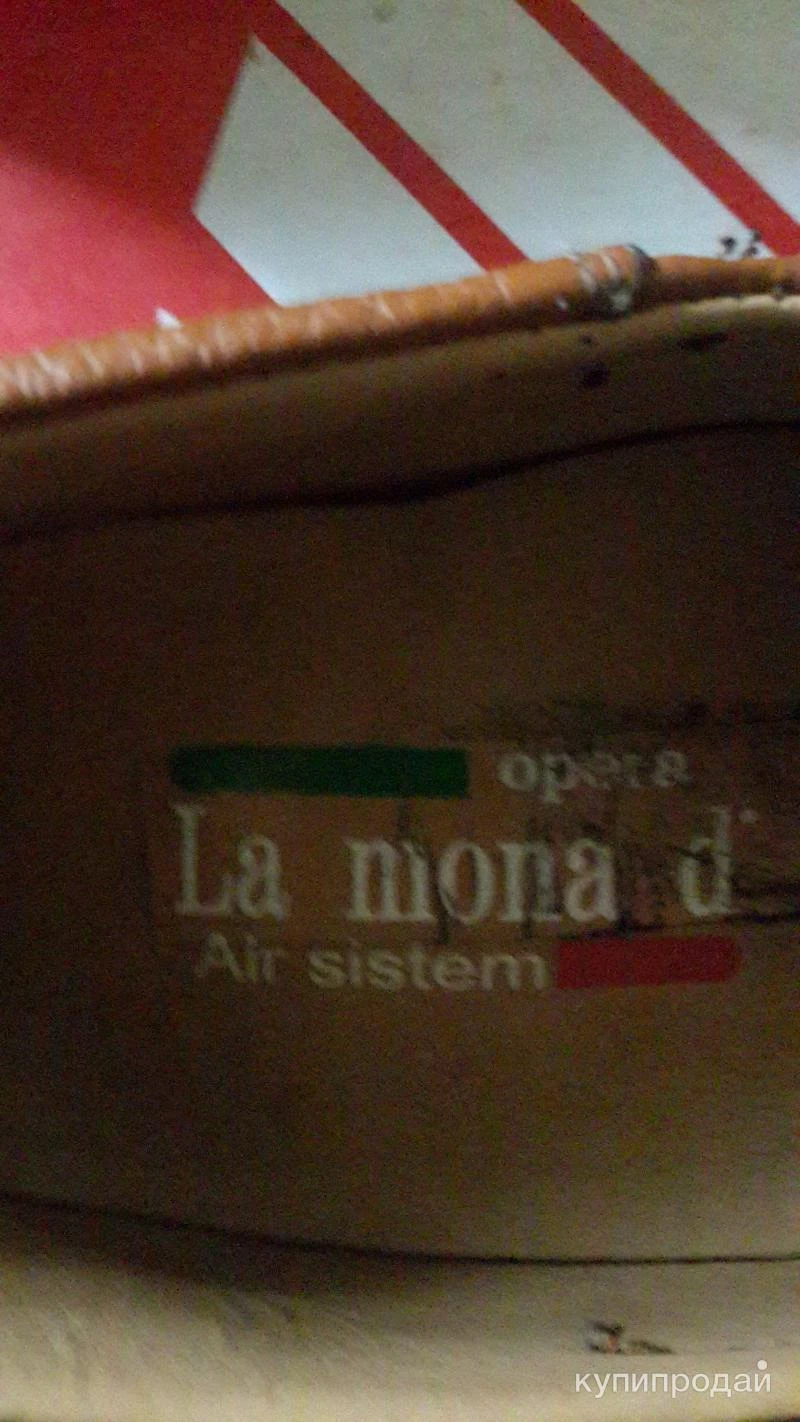 opera
La mona d
Air sistem
купипродай